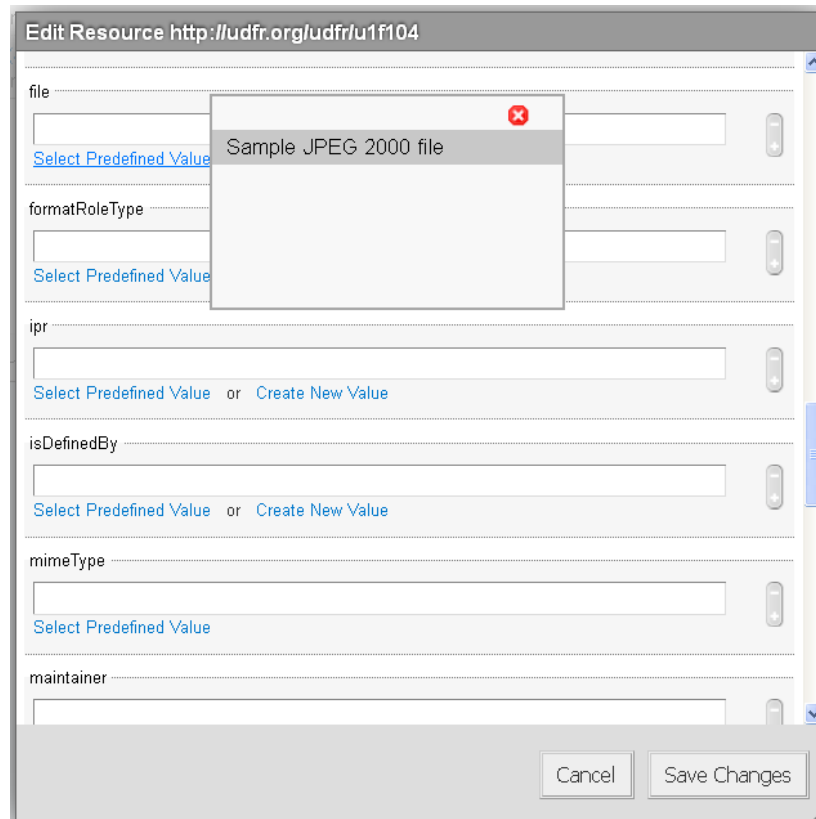 Edit Resource http://udfr.org/udfr/u1f104
file
Sample JPEG 2000 file
Select Predefined Value
formatRoleType
Select Predefined Value
ipr
Select Predefined Value or Create New Value
isDefinedBy
Select Predefined Value or Create New Value
mimeType
Select Predefined Value
maintainer
Cancel Save Changes